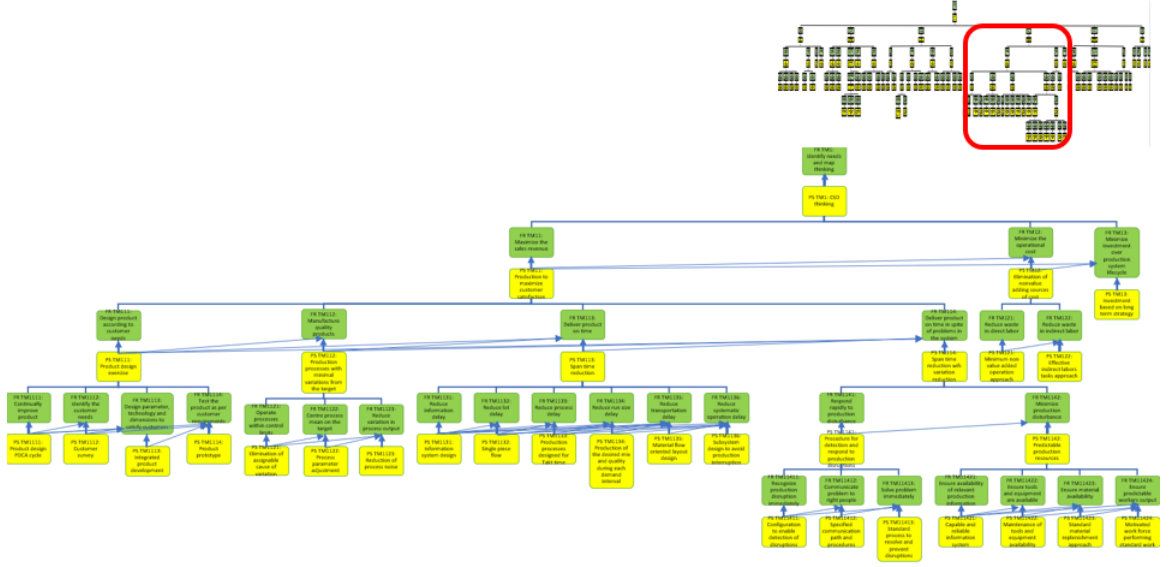 FR TM1:
Identify needs
and map
thinking
PS TM1: CSD
thinking
FR TM11:
Maximize the
sales revenue
FR TM12:
Minimize the
operational
cost
FR TM13:
Minimize
investment
over
production
system
lifecycle
PS TM11:
Production to
maximize
customer
satisfaction
PS TM12:
Elimination of
nonvalue
adding sources
of cost
PS TM13:
Investment
based on long
term strategy
FR TM111:
Design product
according to
customer
needs
FR TM112:
Manufacture
quality
products
FR TM113:
Deliver product
on time
FR TM114:
Deliver product
on time in spite
of problems in
the system
FR TM121:
Reduce waste
in direct labor
FR TM122:
Reduce waste
in indirect labor
PS TM111:
Product design
exercise
PS TM112:
Production
processes with
minimal
variations from
the target
PS TM113:
Span time
reduction
PS TM114:
Span time
reduction with
variation
reduction
PS TM121:
Minimum non
value added
operation
approach
PS TM122:
Effective
indirect labors
tasks approach
FR TM1111:
Continually
improve
product
FR TM1112:
Identify the
customer
needs
FR TM1113:
Design parameter,
technology and
dimensions to
satisfy customers
FR TM1114:
Test the
product as per
customer
requirements
FR TM1121:
Operate
processes
within control
limits
FR TM1122:
Centre process
mean on the
target
FR TM1123:
Reduce
variation in
process output
FR TM1131:
Reduce
information
delay
FR TM1132:
Reduce lot
delay
FR TM1133:
Reduce process
delay
FR TM1134:
Reduce run size
delay
FR TM1135:
Reduce
transportation
delay
FR TM1136:
Reduce
systematic
operation delay
FR TM1141:
Respond
rapidly to
production
disturbance
FR TM1142:
Minimize
production
disturbance
PS TM1111:
Product design
PDCA cycle
PS TM1112:
Customer
survey
PS TM1113:
Integrated
product
development
PS TM1114:
Product
prototype
PS TM1121:
Elimination of
assignable
cause of
variation
PS TM1122:
Process
parameter
adjustment
PS TM1123:
Reduction of
process noise
PS TM1131:
Information
system design
PS TM1132:
Single piece
flow
PS TM1133:
Production
processes
designed for
Takt time
PS TM1134:
Production of
the desired mix
and quality
during each
demand
interval
PS TM1135:
Material flow
oriented layout
design
PS TM1136:
Subsystem
design to avoid
production
interruption
PS TM1141:
Procedure for
detection and
respond to
production
disruptions
PS TM1142:
Predictable
production
resources
FR TM11411:
Recognize
production
disruption
immediately
FR TM11412:
Communicate
problem to
right people
FR TM11413:
Solve problem
immediately
FR TM11421:
Ensure availability
of relevant
production
information
FR TM11422:
Ensure tools
and equipment
are available
FR TM11423:
Ensure material
availability
FR TM11424:
Ensure
predictable
workers output
PS TM11411:
Configuration
to enable
detection of
disruptions
PS TM11412:
Specified
communication
path and
procedures
PS TM11413:
Standard
process to
resolve and
prevent
disruptions
PS TM11421:
Capable and
reliable
information
system
PS TM11422:
Maintenance of
tools and
equipment
availability
PS TM11423:
Standard
material
replenishment
approach
PS TM11424:
Motivated
work force
performing
standard work